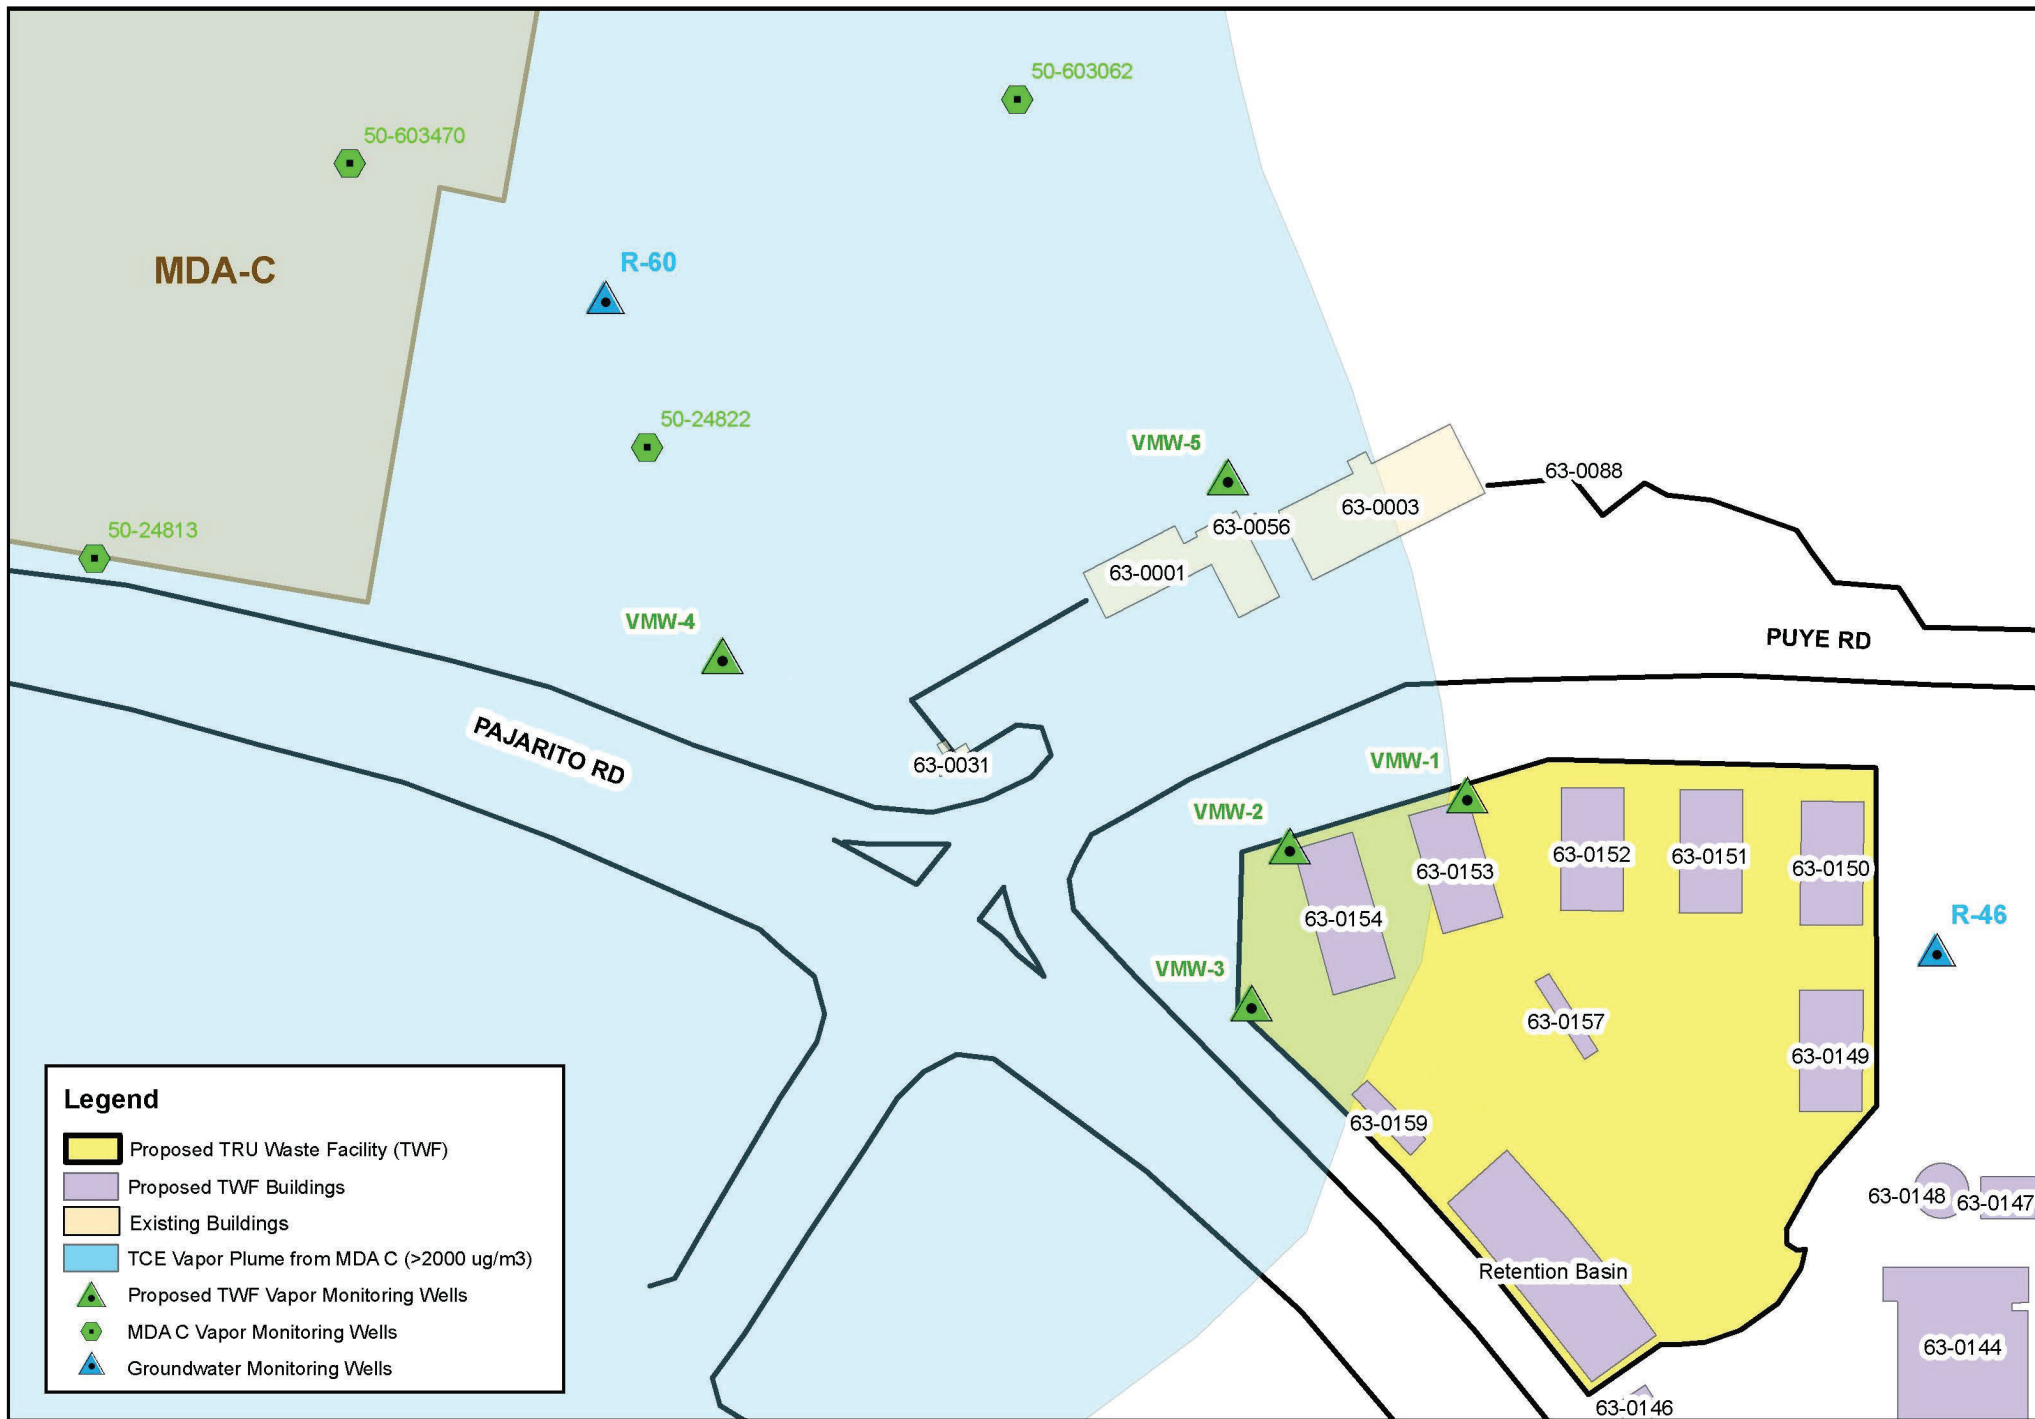 50-603062
50-603470
MDA-C
R-60
50-24822
VMW-5
63-0088
63-0003
63-0056
50-24813
63-0001
VMW-4
PUYE RD
PAJARITO RD
63-0031
VMW-1
VMW-2
63-0152
63-0151
63-0150
63-0153
63-0154
R-46
VMW-3
63-0157
63-0149
63-0159
63-0148
63-0147
Retention Basin
63-0144
63-0146
Legend
Proposed TRU Waste Facility (TWF)
Proposed TWF Buildings
Existing Buildings
TCE Vapor Plume from MDA C (>2000 ug/m3)
Proposed TWF Vapor Monitoring Wells
MDA C Vapor Monitoring Wells
Groundwater Monitoring Wells